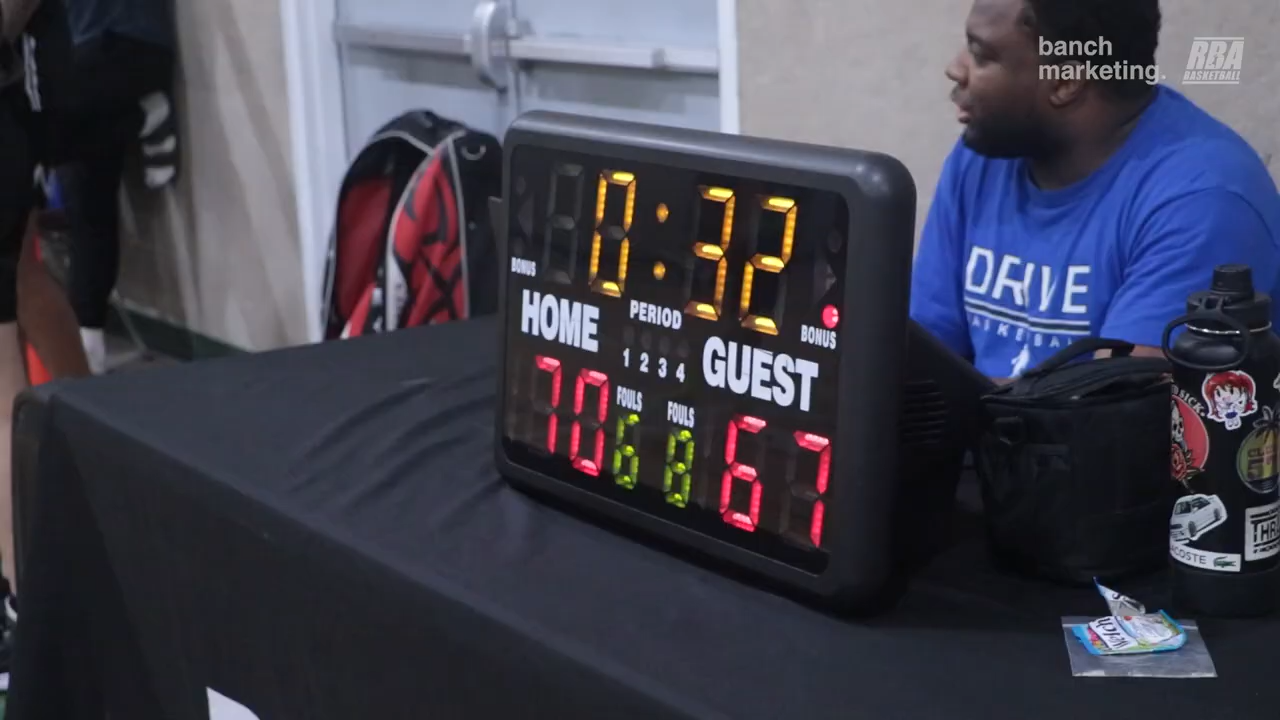 banch
marketing.
RBA
BASKETBALL
0:32
BONUS
PERIOD
BONUS
HOME
1 2 3 4
GUEST
FOULS
FOULS
70
6
8
67
DRIVE
LACOSTE
Welch